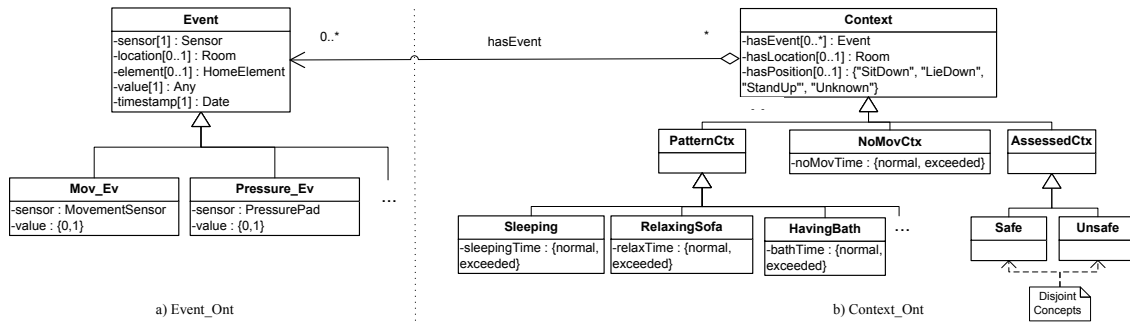 Event
-sensor[1] : Sensor
-location[0..1] : Room
-element[0..1] : HomeElement
-value[1] : Any
-timestamp[1] : Date
0..*
hasEvent
*
Context
-hasEvent[0..*] : Event
-hasLocation[0..1] : Room
-hasPosition[0..1] : {"SitDown", "LieDown",
"StandUp"', "Unknown"}
Mov_Ev
-sensor : MovementSensor
-value : {0,1}
Pressure_Ev
-sensor : PressurePad
-value : {0,1}
...
PatternCtx
NoMovCtx
-noMovTime : {normal, exceeded}
AssessedCtx
Sleeping
-sleepingTime : {normal,
exceeded}
RelaxingSofa
-relaxTime : {normal,
exceeded}
HavingBath
-bathTime : {normal,
exceeded}
...
Safe
Unsafe
Disjoint
Concepts
a) Event_Ont
b) Context_Ont